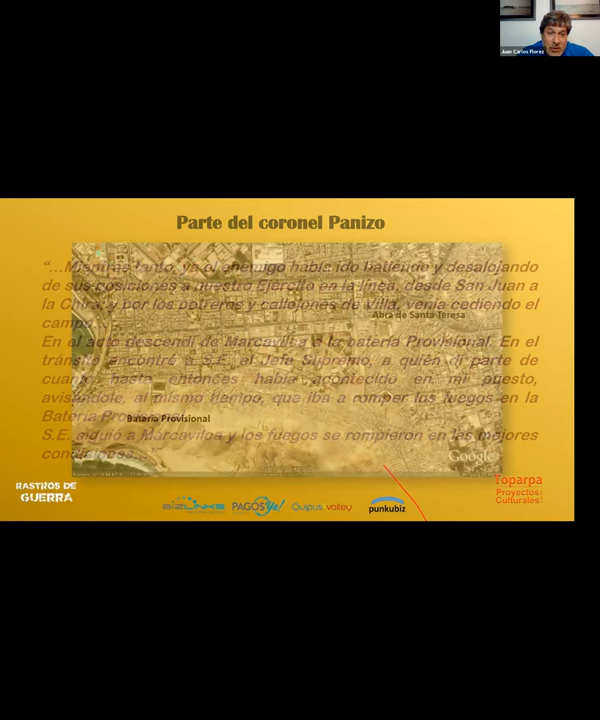 Juan Carlos Florez
Parte del coronel Panizo
“...Mientras tanto, ya el enemigo había ido batiendo y desalojando
de sus posiciones a nuestro Ejército en la línea, desde San Juan a
la Chira, y por los potreros y callejones de Villa, venía cediendo el
campo.
Abra de Santa Teresa
En el acto descendí de Marcavilca a la batería Provisional. En el
tránsito encontré a S.E. el Jefe Supremo, a quien di parte de
cuanto hasta entonces había acontecido en mi puesto,
avisándole, al mismo tiempo, que iba a romper los fuegos en la
Batería
Batería Provisional
S.E. siguió a Marcavilca y los fuegos se rompieron en las mejores
Google
RASTROS DE
GUERRA
BIZLINKS
PAGOS Ya!
Quipus valley
punkubiz
Toparpa
Proyectos
Culturales